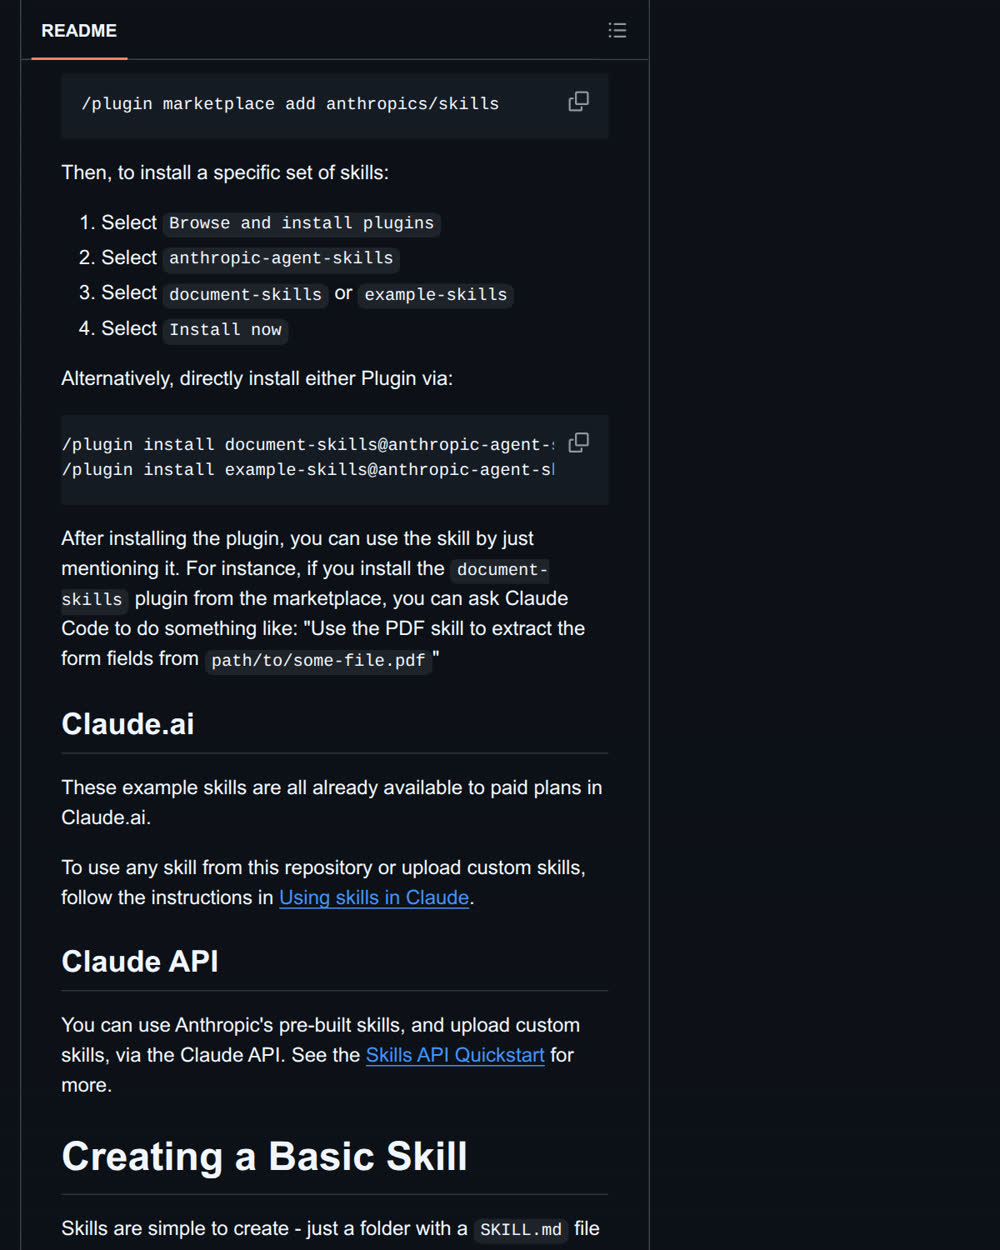 README
/plugin marketplace add anthropics/skills
Then, to install a specific set of skills:
1. Select Browse and install plugins
2. Select anthropic-agent-skills
3. Select document-skills or example-skills
4. Select Install now
Alternatively, directly install either Plugin via:
/plugin install document-skills@anthropic-agent-
/plugin install example-skills@anthropic-agent-s
After installing the plugin, you can use the skill by just
mentioning it. For instance, if you install the document-
skills plugin from the marketplace, you can ask Claude
Code to do something like: "Use the PDF skill to extract the
form fields from path/to/some-file.pdf "
Claude.ai
These example skills are all already available to paid plans in
Claude.ai.
To use any skill from this repository or upload custom skills,
follow the instructions in Using skills in Claude.
Claude API
You can use Anthropic's pre-built skills, and upload custom
skills, via the Claude API. See the Skills API Quickstart for
more.
Creating a Basic Skill
Skills are simple to create - just a folder with a SKILL.md file